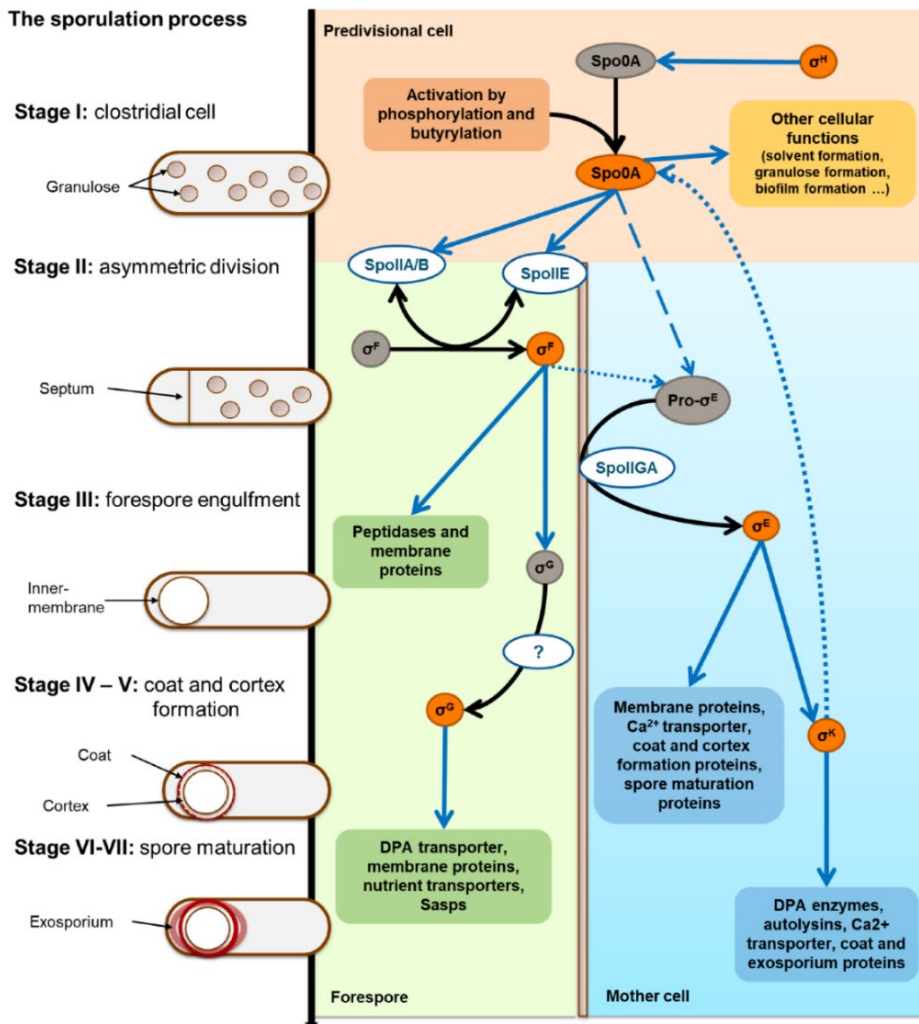 The sporulation process
Stage I: clostridial cell
Granulose
Stage II: asymmetric division
Septum
Stage III: forespore engulfment
Inner-
membrane
Stage IV – V: coat and cortex
formation
Coat
Cortex
Stage VI-VII: spore maturation
Exosporium
Predivisional cell
Spo0A
σᴴ
Activation by
phosphorylation and
butyrylation
Spo0A
Other cellular
functions
(solvent formation,
granulose formation,
biofilm formation ...)
SpoIIA/B
SpoIIE
σF
σF
Pro-σᴱ
SpoIIGA
Peptidases and
membrane
proteins
σᴱ
σᴳ
?
σᴳ
Membrane proteins,
Ca²⁺ transporter,
coat and cortex
formation proteins,
spore maturation
proteins
σᴷ
DPA transporter,
membrane proteins,
nutrient transporters,
Sasps
DPA enzymes,
autolysins, Ca2+
transporter, coat and
exosporium proteins
Forespore
Mother cell